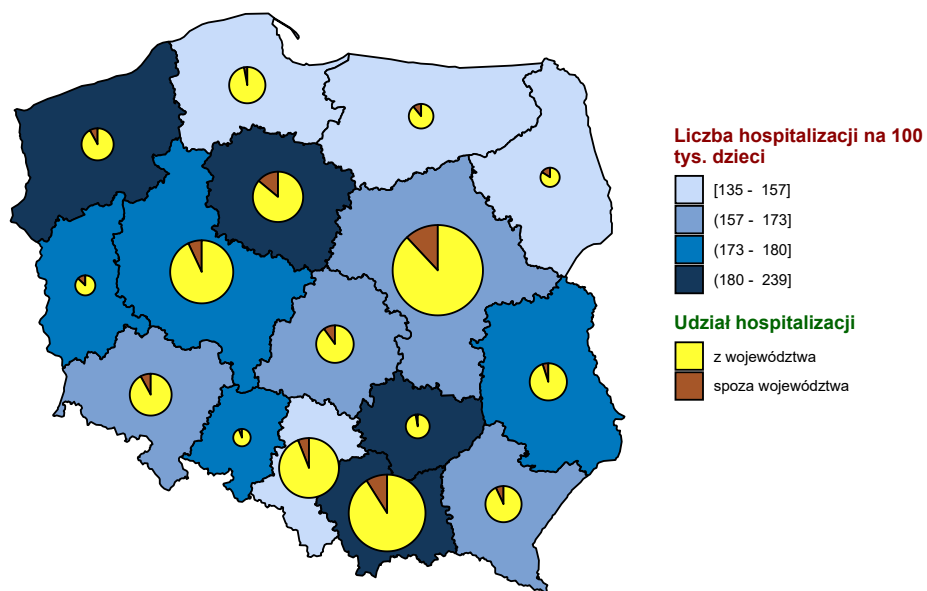 Liczba hospitalizacji na 100
tys. dzieci
[135 - 157]
(157 - 173]
(173 - 180]
(180 - 239]
Udział hospitalizacji
z województwa
spoza województwa